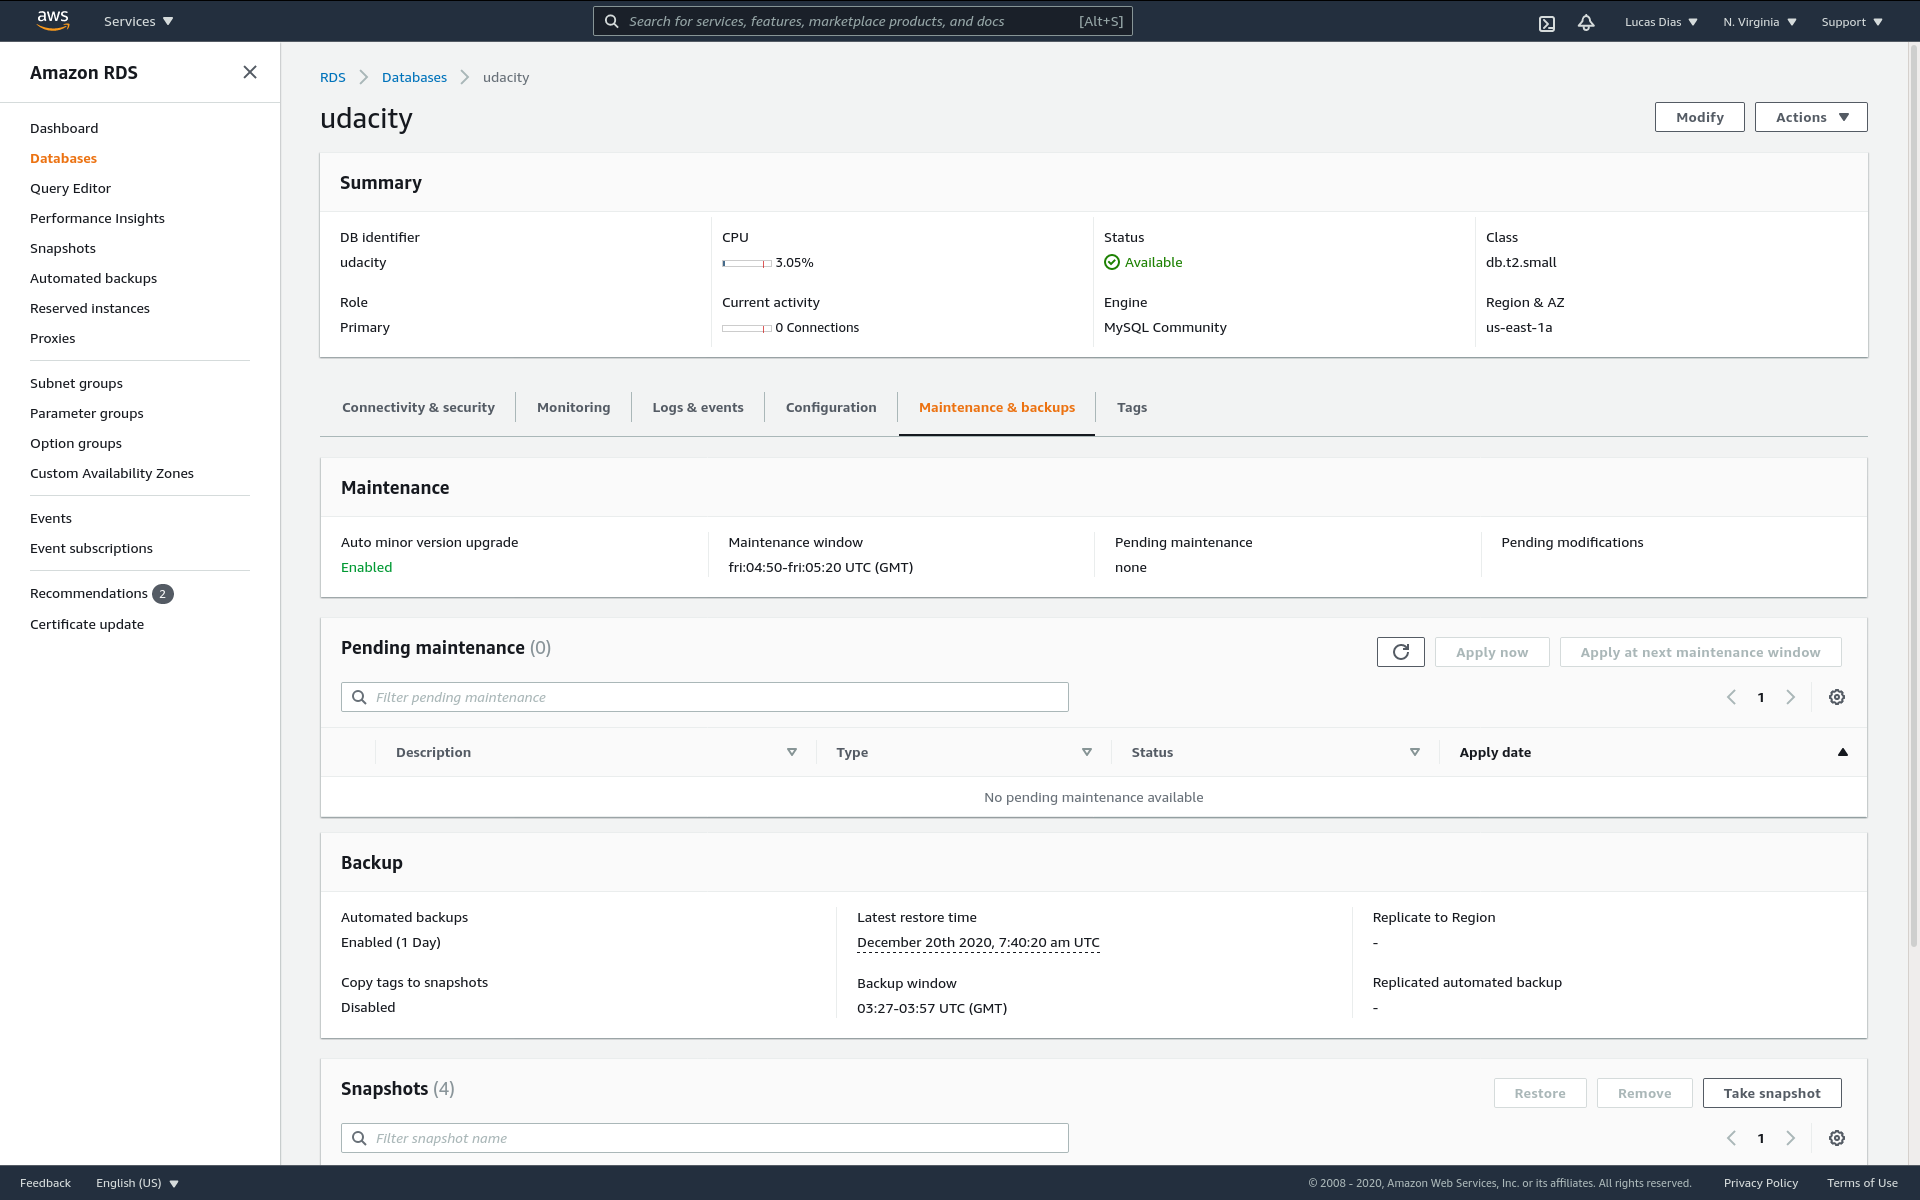 aws
Services
Search for services, features, marketplace products, and docs [Alt+S]
Lucas Dias
N. Virginia
Support
Amazon RDS
Dashboard
Databases
Query Editor
Performance Insights
Snapshots
Automated backups
Reserved instances
Proxies
Subnet groups
Parameter groups
Option groups
Custom Availability Zones
Events
Event subscriptions
Recommendations 2
Certificate update
RDS Databases udacity
udacity
Modify
Actions
Summary
DB identifier
udacity
CPU
3.05%
Status
Available
Class
db.t2.small
Role
Primary
Current activity
0 Connections
Engine
MySQL Community
Region & AZ
us-east-1a
Connectivity & security
Monitoring
Logs & events
Configuration
Maintenance & backups
Tags
Maintenance
Auto minor version upgrade
Enabled
Maintenance window
fri:04:50-fri:05:20 UTC (GMT)
Pending maintenance
none
Pending modifications
Pending maintenance (0)
Apply now
Apply at next maintenance window
Filter pending maintenance
1
Description
Type
Status
Apply date
No pending maintenance available
Backup
Automated backups
Enabled (1 Day)
Latest restore time
December 20th 2020, 7:40:20 am UTC
Replicate to Region
-
Copy tags to snapshots
Disabled
Backup window
03:27-03:57 UTC (GMT)
Replicated automated backup
-
Snapshots (4)
Restore
Remove
Take snapshot
Filter snapshot name
1
Feedback
English (US)
© 2008 - 2020, Amazon Web Services, Inc. or its affiliates. All rights reserved.
Privacy Policy
Terms of Use